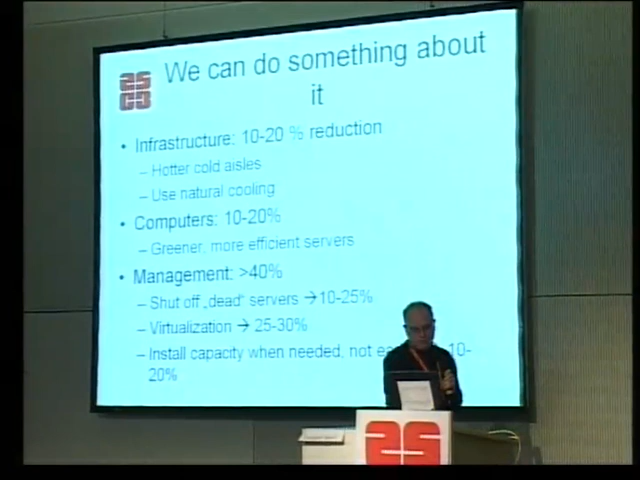 We can do something about
it
• Infrastructure: 10-20 % reduction
– Hotter cold aisles
– Use natural cooling
• Computers: 10-20%
– Greener, more efficient servers
• Management: >40%
– Shut off „dead“ servers → 10-25%
– Virtualization → 25-30%
– Install capacity when needed, not 10-
20%